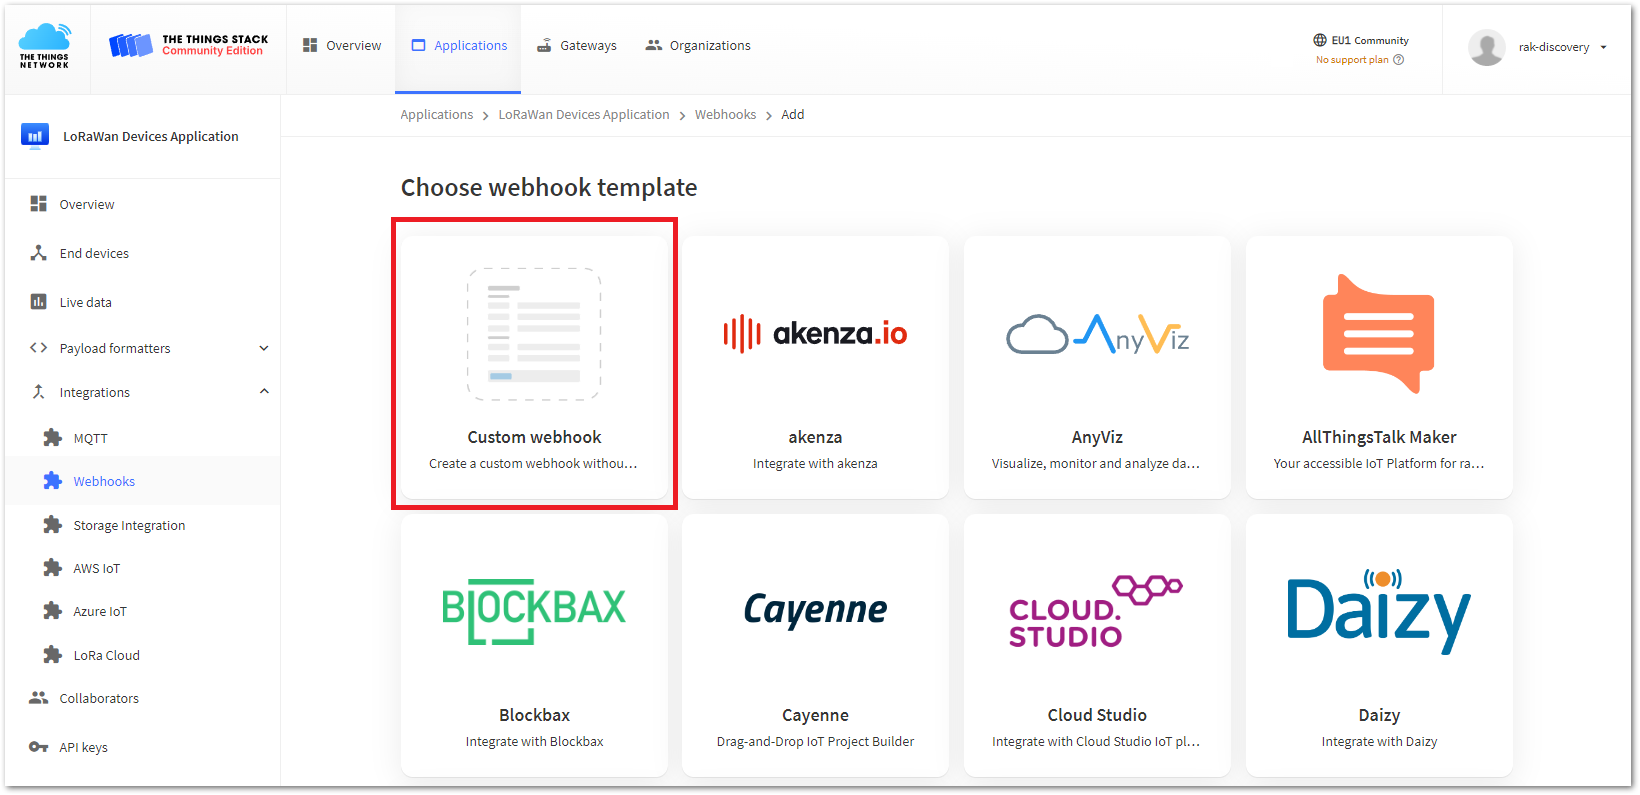 THE THINGS
NETWORK
THE THINGS STACK
Community Edition
Overview
Applications
Gateways
Organizations
EU1 Community
No support plan
rak-discovery
LoRaWan Devices Application
Overview
End devices
Live data
Payload formatters
Integrations
MQTT
Webhooks
Storage Integration
AWS IoT
Azure IoT
LoRa Cloud
Collaborators
API keys
Applications > LoRaWan Devices Application > Webhooks > Add
Choose webhook template
Custom webhook
Create a custom webhook withou...
akenza.io
akenza
Integrate with akenza
AnyViz
AnyViz
Visualize, monitor and analyze da...
AllThingsTalk Maker
Your accessible IoT Platform for ra...
BLOCKBAX
Blockbax
Integrate with Blockbax
Cayenne
Cayenne
Drag-and-Drop IoT Project Builder
CLOUD.
STUDIO
Cloud Studio
Integrate with Cloud Studio IoT pl...
Daizy
Daizy
Integrate with Daizy